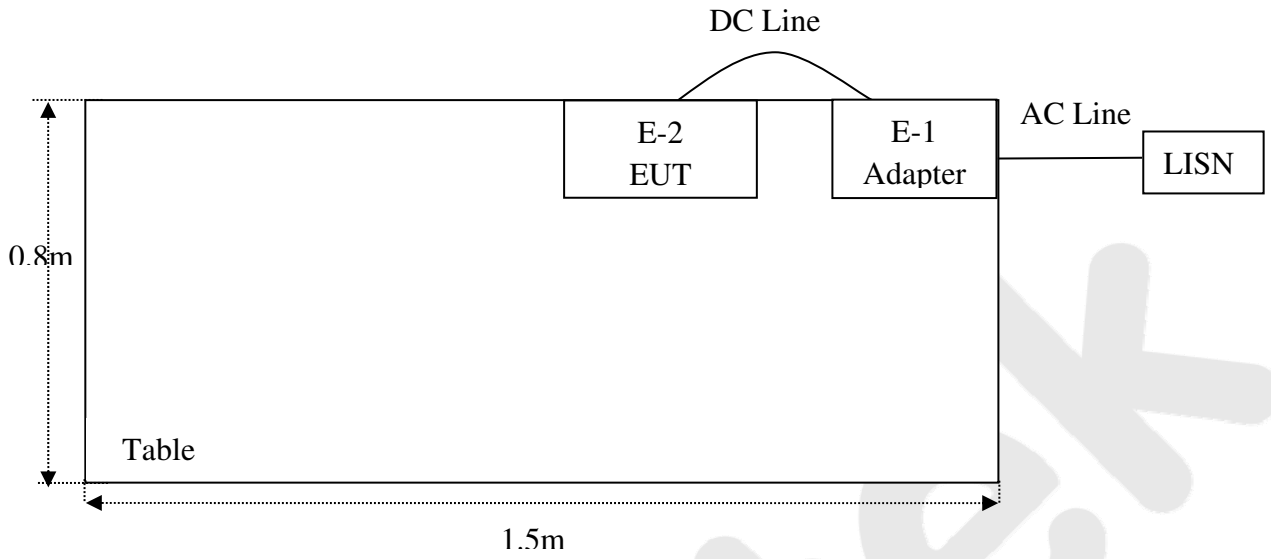 DC Line
E-2
EUT
E-1
Adapter
AC Line
LISN
0.8m
Table
1.5m